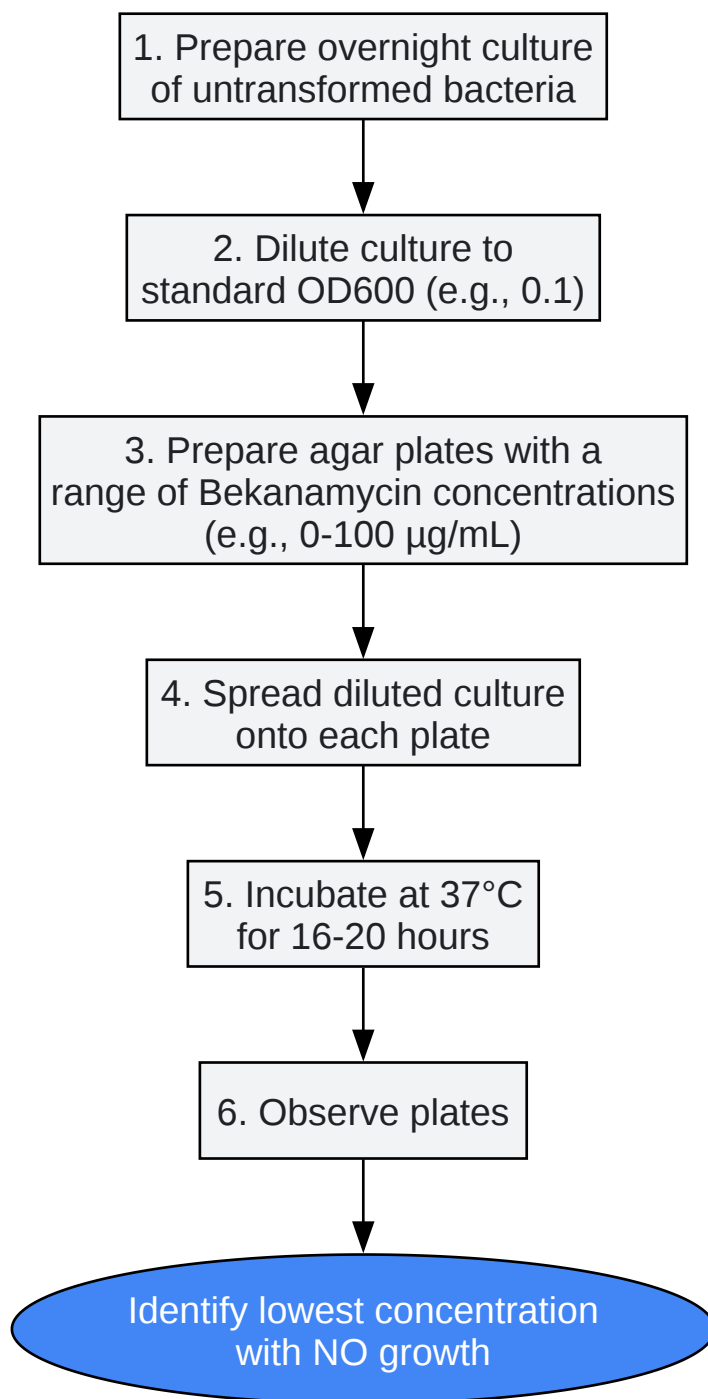 1. Prepare overnight culture
of untransformed bacteria
2. Dilute culture to
standard OD600 (e.g., 0.1)
3. Prepare agar plates with a
range of Bekanamycin concentrations
(e.g., 0-100 µg/mL)
4. Spread diluted culture
onto each plate
5. Incubate at 37°C
for 16-20 hours
6. Observe plates
Identify lowest concentration
with NO growth